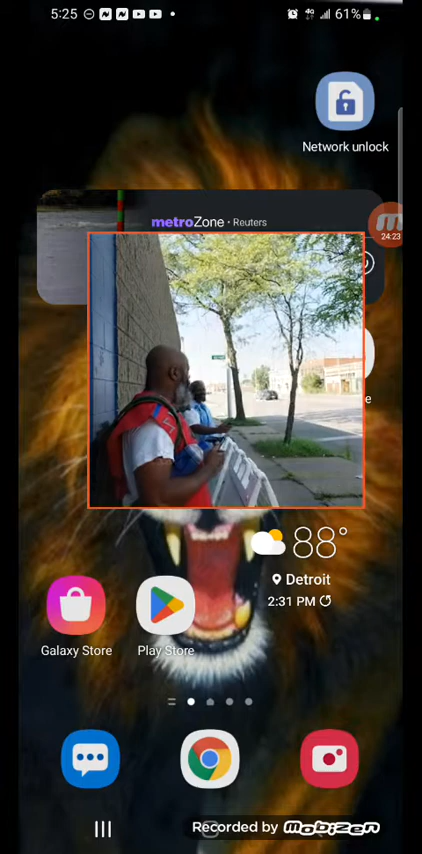 5:25
4G
61%
Network unlock
metroZone • Reuters
24:23
e
88°
Detroit
2:31 PM
Galaxy Store
Play Store
Recorded by MOBIZEN